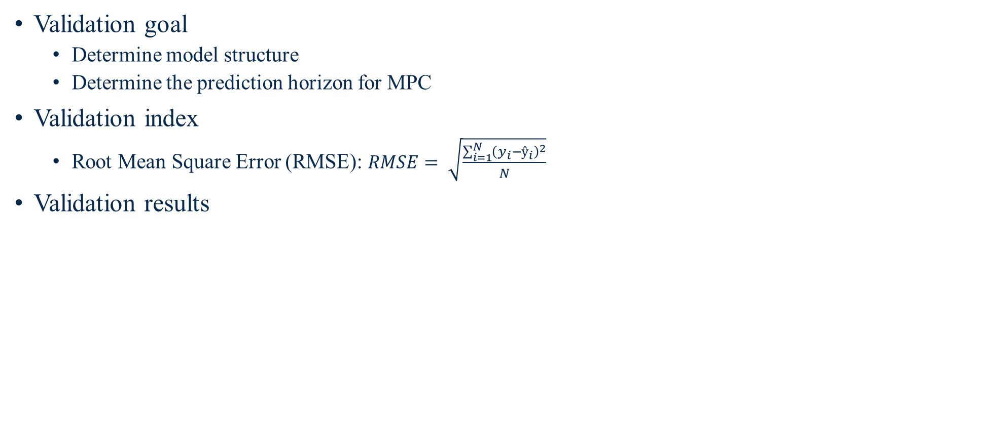 • Validation goal
• Determine model structure
• Determine the prediction horizon for MPC
• Validation index
• Root Mean Square Error (RMSE): $RMSE = \sqrt{\frac{\sum_{i=1}^{N}(y_i-\hat{y}_i)^2}{N}}$
• Validation results